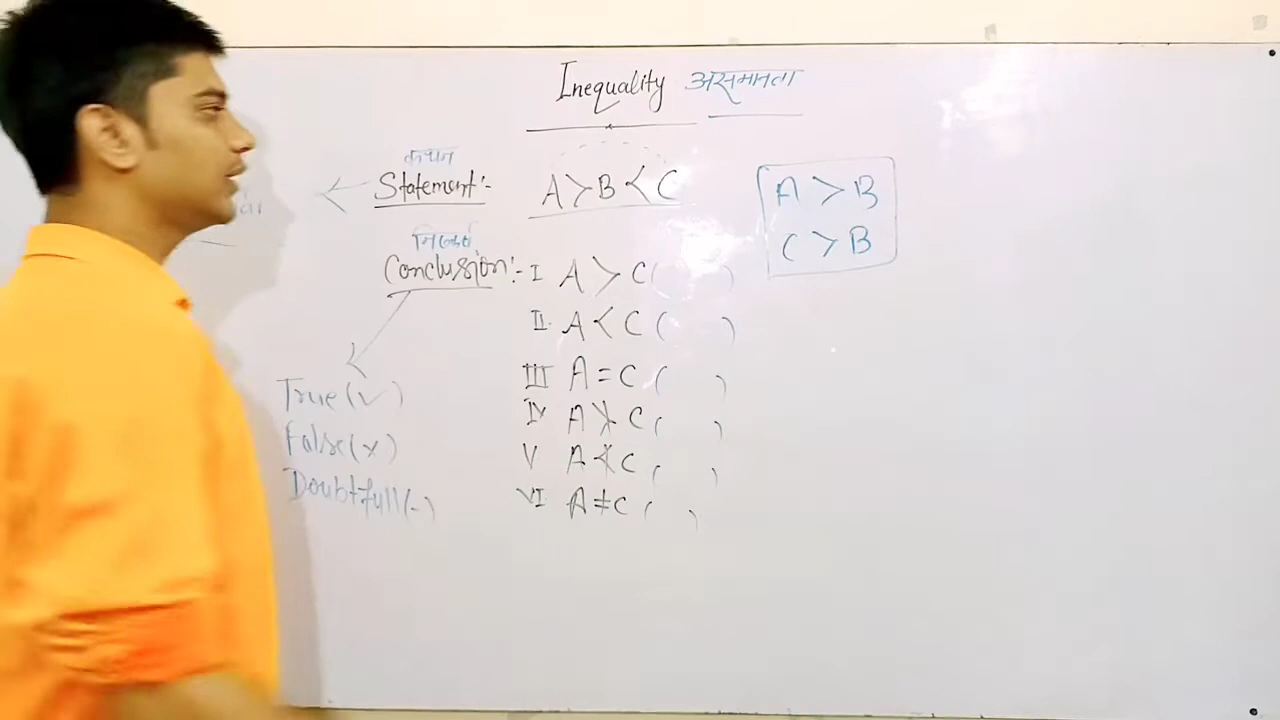 Inequality असमानता
कथन
Statement:- A>B<C
निष्कर्ष
Conclusion:- I A>C( )
II. A<C( )
III A=C( )
IV A≯C( )
V A≮C( )
VI A≠C( )
True(✓)
False(×)
Doubtfull(-)
A>B
C>B